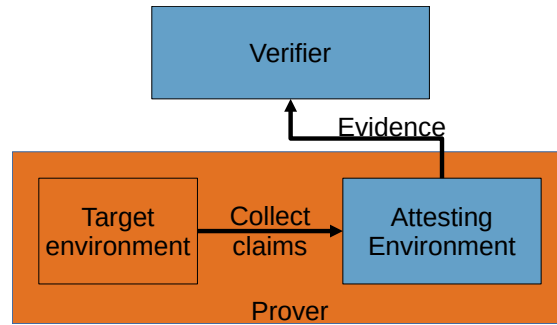 Verifier
Evidence
Target
environment
Collect
claims
Attesting
Environment
Prover